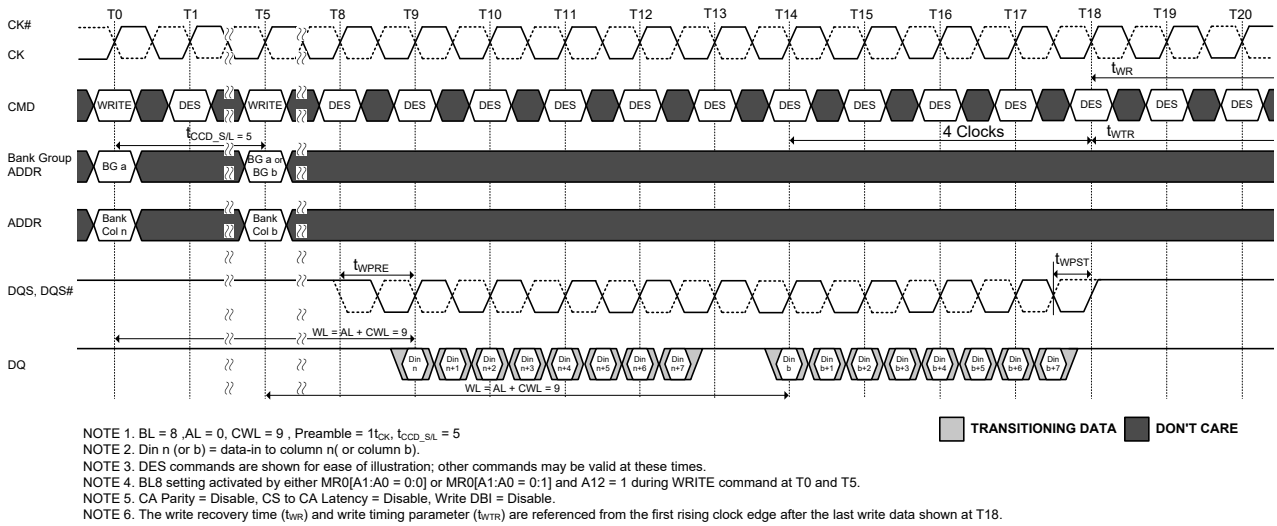 T0 T1 T5 T8 T9 T10 T11 T12 T13 T14 T15 T16 T17 T18 T19 T20
CK#
CK
tWR
CMD WRITE DES WRITE DES DES DES DES DES DES DES DES DES DES DES DES DES
tCCD_S/L = 5
4 Clocks
tWTR
Bank Group
ADDR
BG a
BG a or
BG b
ADDR
Bank
Col n
Bank
Col b
tWPRE
tWPST
DQS, DQS#
WL = AL + CWL = 9
DQ
Din
n
Din
n+1
Din
n+2
Din
n+3
Din
n+4
Din
n+5
Din
n+6
Din
n+7
Din
b
Din
b+1
Din
b+2
Din
b+3
Din
b+4
Din
b+5
Din
b+6
Din
b+7
WL = AL + CWL = 9
TRANSITIONING DATA
DON'T CARE
NOTE 1. BL = 8 ,AL = 0, CWL = 9 , Preamble = 1tCK, tCCD_S/L = 5
NOTE 2. Din n (or b) = data-in to column n( or column b).
NOTE 3. DES commands are shown for ease of illustration; other commands may be valid at these times.
NOTE 4. BL8 setting activated by either MR0[A1:A0 = 0:0] or MR0[A1:A0 = 0:1] and A12 = 1 during WRITE command at T0 and T5.
NOTE 5. CA Parity = Disable, CS to CA Latency = Disable, Write DBI = Disable.
NOTE 6. The write recovery time (tWR) and write timing parameter (tWTR) are referenced from the first rising clock edge after the last write data shown at T18.